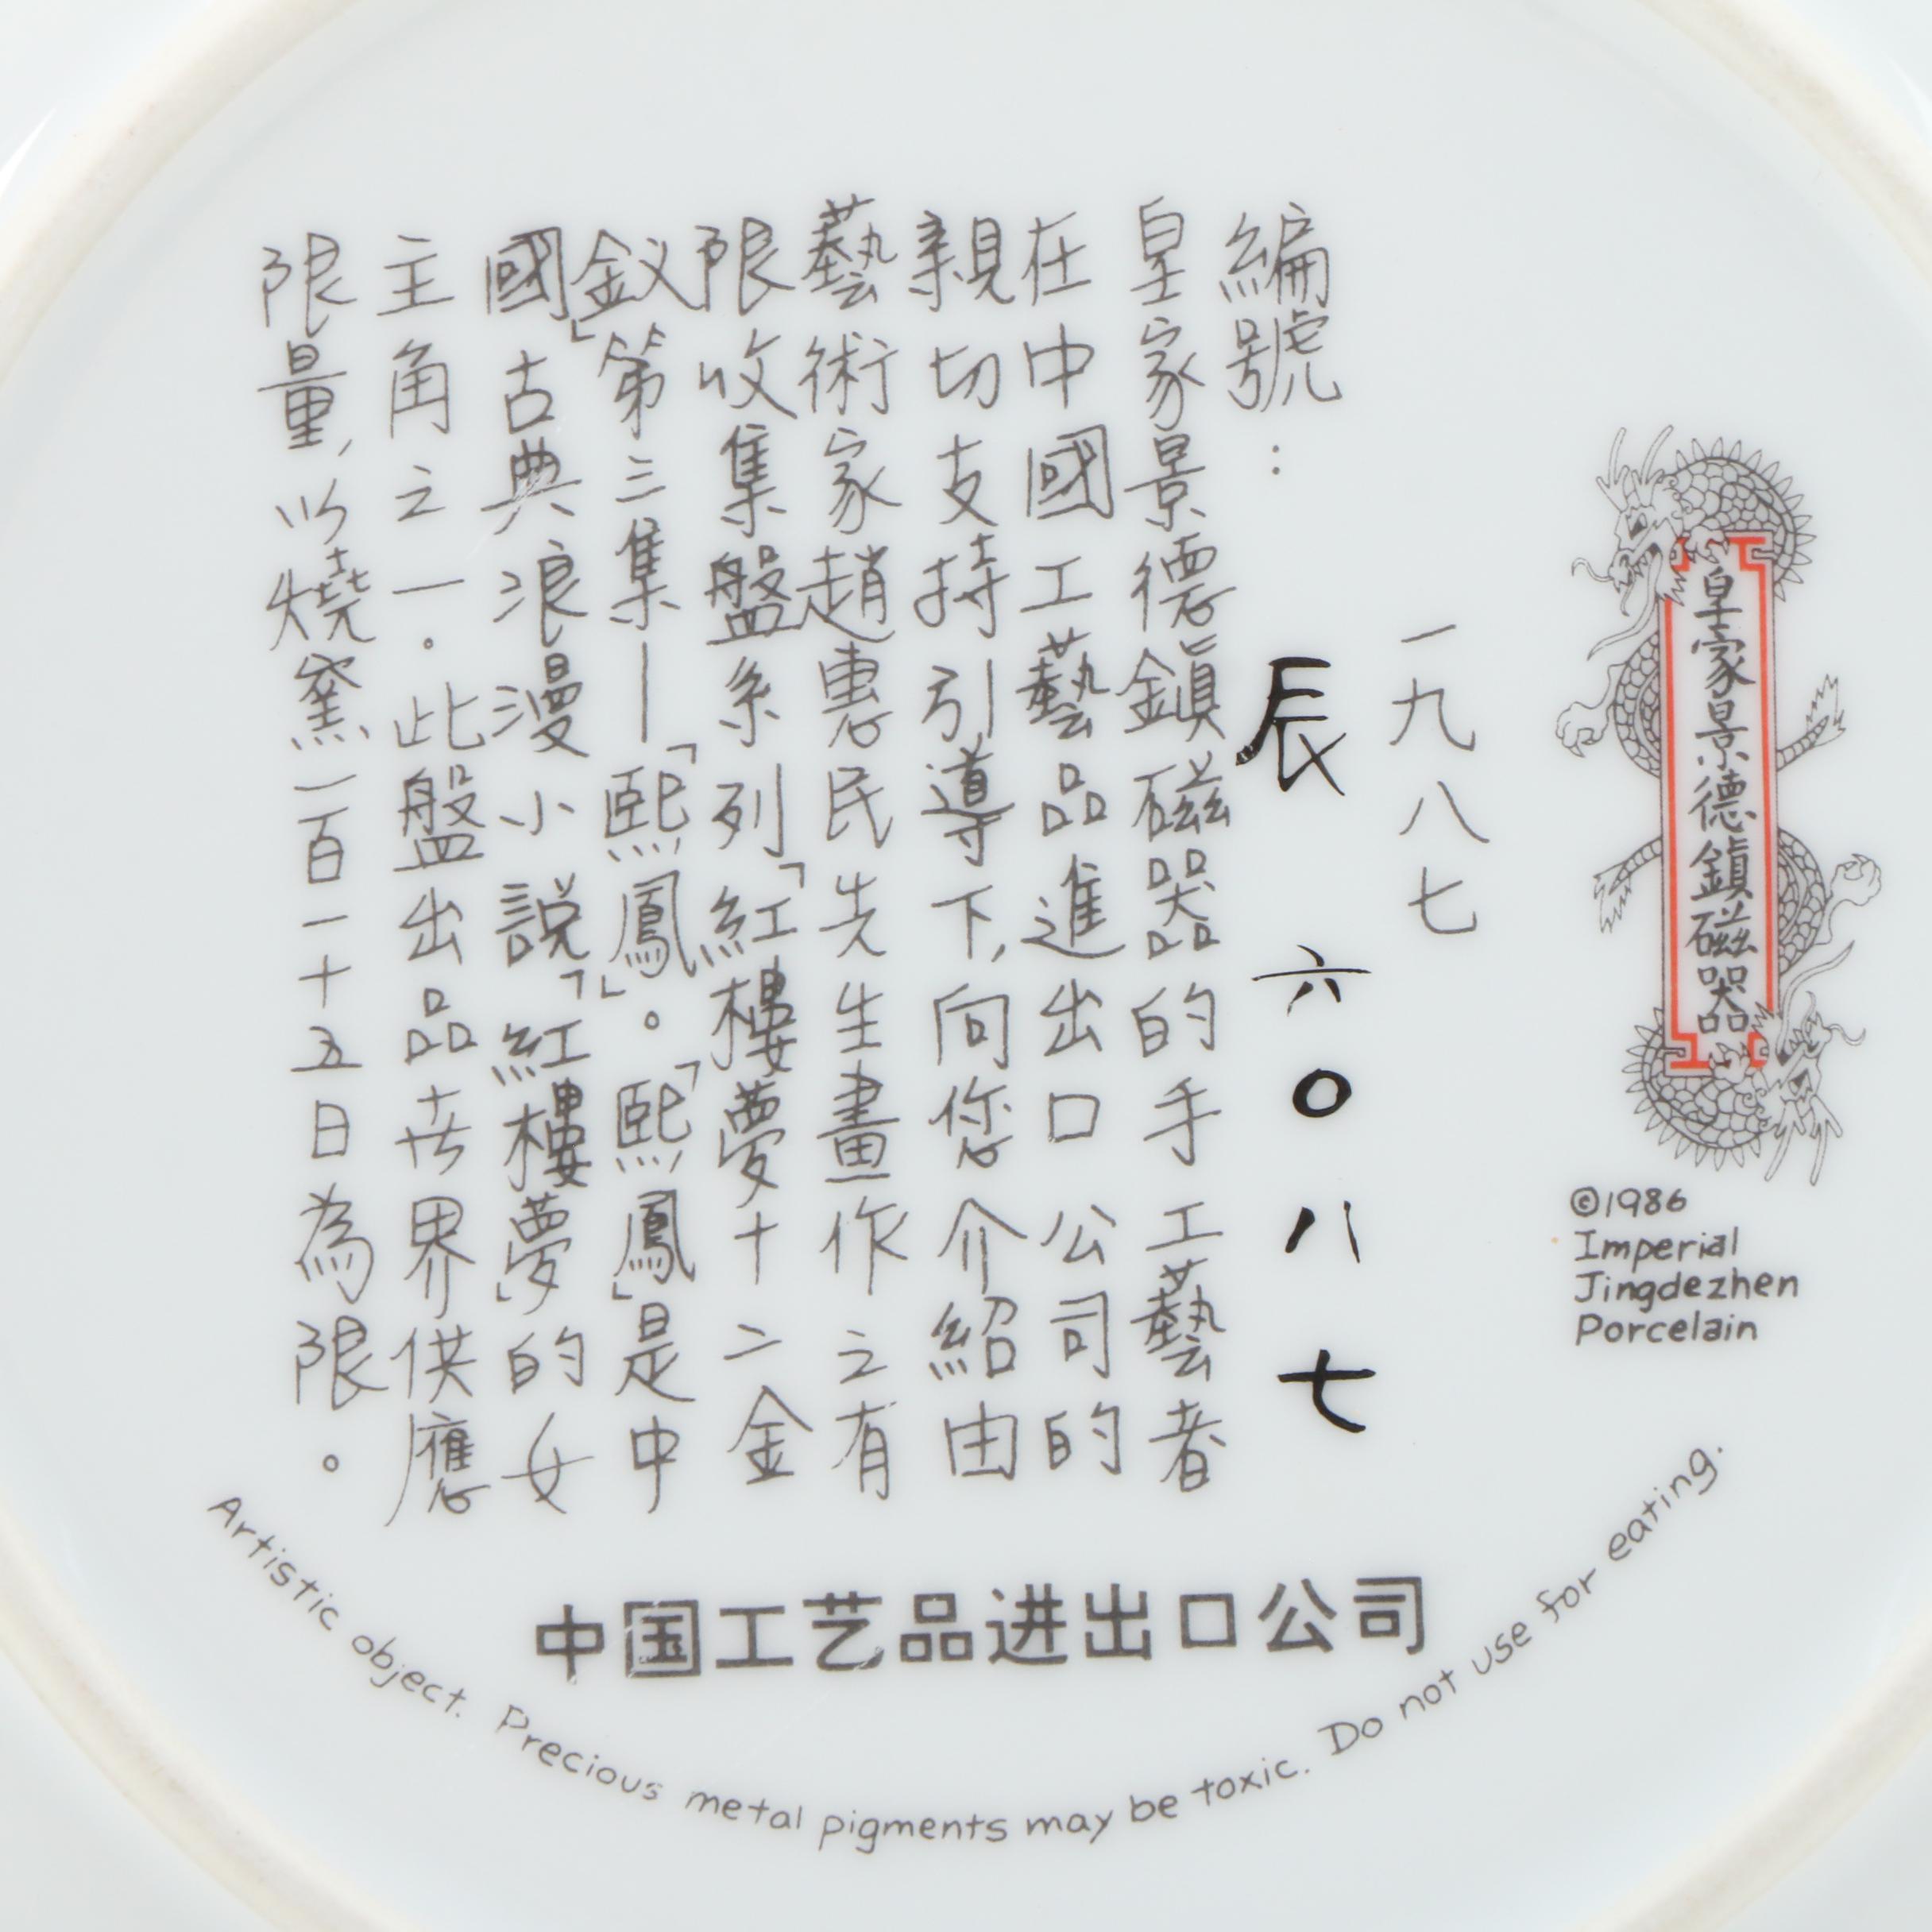 皇家景德鎮磁器
©1986
Imperial
Jingdezhen
Porcelain
一九八七
編號：辰六〇八七
皇家景德鎮磁器的手工藝者
在中國工藝品進出口公司的
親切支持引導下，向您介紹由
藝術家趙惠民先生畫作之有
限收集盤系列「紅樓夢十二金
釵」第三集—「熙鳳」。「熙鳳」是中
國古典浪漫小説「紅樓夢」的女
主角之一。此盤出品世界供應
限量，以燒窯一百一十五日為限。
中国工艺品进出口公司
Artistic object. Precious metal pigments may be toxic. Do not use for eating.